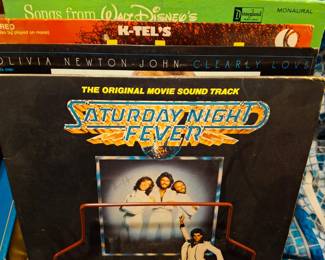 Songs from WALT DISNEY'S
Disneyland
MONAURAL
K-TEL'S
OLIVIA NEWTON-JOHN CLEARLY LOVE
THE ORIGINAL MOVIE SOUND TRACK
SATURDAY NIGHT
FEVER